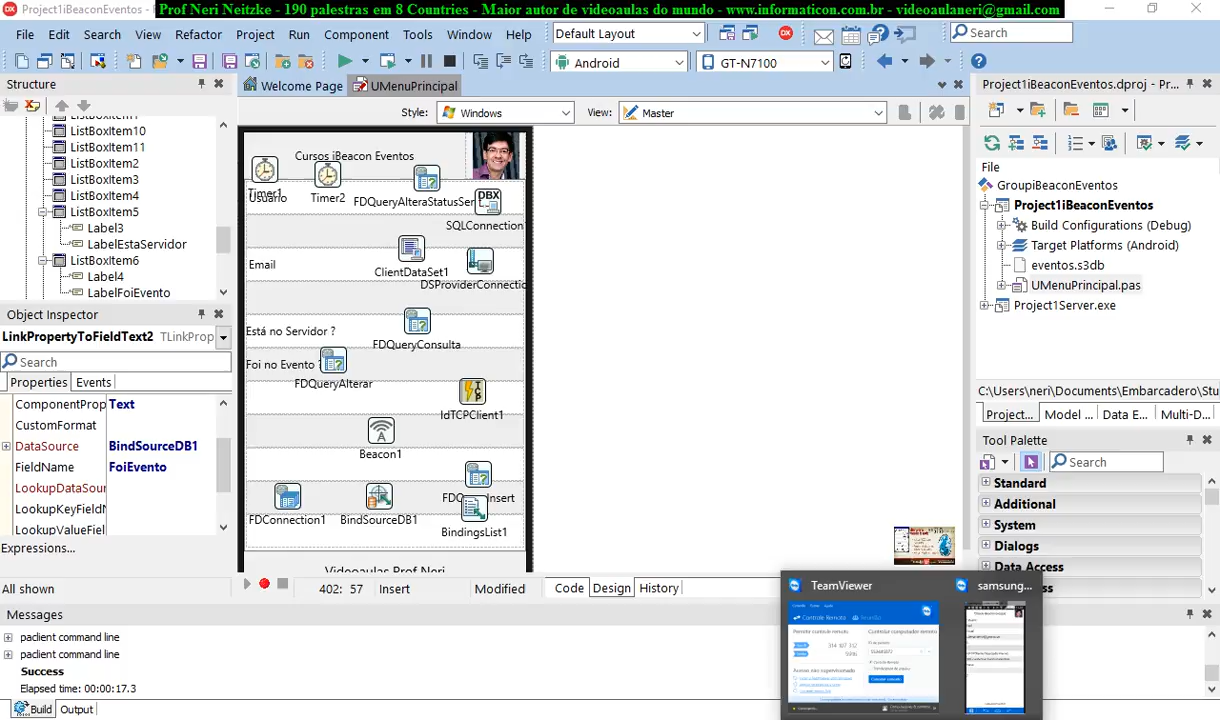 Project1iBeaconEventos
Prof Neri Neitzke - 190 palestras em 8 Countries - Maior autor de videoaulas do mundo - www.informaticon.com.br - videoaulaneri@gmail.com
File Edit Search View Refactor Project Run Component Tools Window Help
Default Layout
Search
Android
GT-N7100
Structure
Welcome Page
UMenuPrincipal
Project1iBeaconEventos.dproj - Pr...
Style:
Windows
View:
Master
ListBoxItem10
ListBoxItem11
ListBoxItem2
ListBoxItem3
ListBoxItem4
ListBoxItem5
Label3
LabelEstaServidor
ListBoxItem6
Label4
LabelFoiEvento
Cursos iBeacon Eventos
Timer1
Usuario
Timer2
FDQueryAlteraStatusSer
DBX
SQLConnection
ClientDataSet1
Email
DSProviderConnectio
FDQueryConsulta
Está no Servidor ?
Foi no Evento ?
FDQueryAlterar
IdTCPClient1
Beacon1
FDConnection1
BindSourceDB1
BindingsList1
Videoaulas Prof Neri
File
GroupiBeaconEventos
Project1iBeaconEventos
Build Configurations (Debug)
Target Platforms (Android)
eventos.s3db
UMenuPrincipal.pas
Project1Server.exe
C:\Users\neri\Documents\Embarcadero\Stu
Project...
Model ...
Data E...
Multi-D...
Object Inspector
LinkPropertyToFieldText2 TLinkProp
Search
Properties
Events
ComponentProp
Text
CustomFormat
DataSource
BindSourceDB1
FieldName
FoiEvento
LookupDataSour
LookupKeyFieldN
LookupValueFiel
Expressions...
All shown
402: 57
Insert
Modified
Code
Design
History
Tool Palette
Search
Standard
Additional
System
Dialogs
Data Access
TeamViewer
samsung...
Controle Remoto
Messages
padient command line
padient command line
Success
Elapsed time: 00:00:17.3
Build
Output